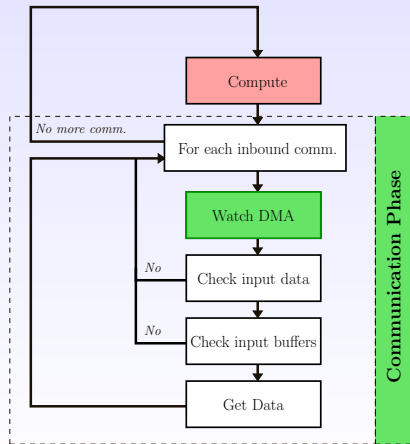 Compute
No more comm.
For each inbound comm.
Watch DMA
No
Check input data
No
Check input buffers
Get Data
Communication Phase